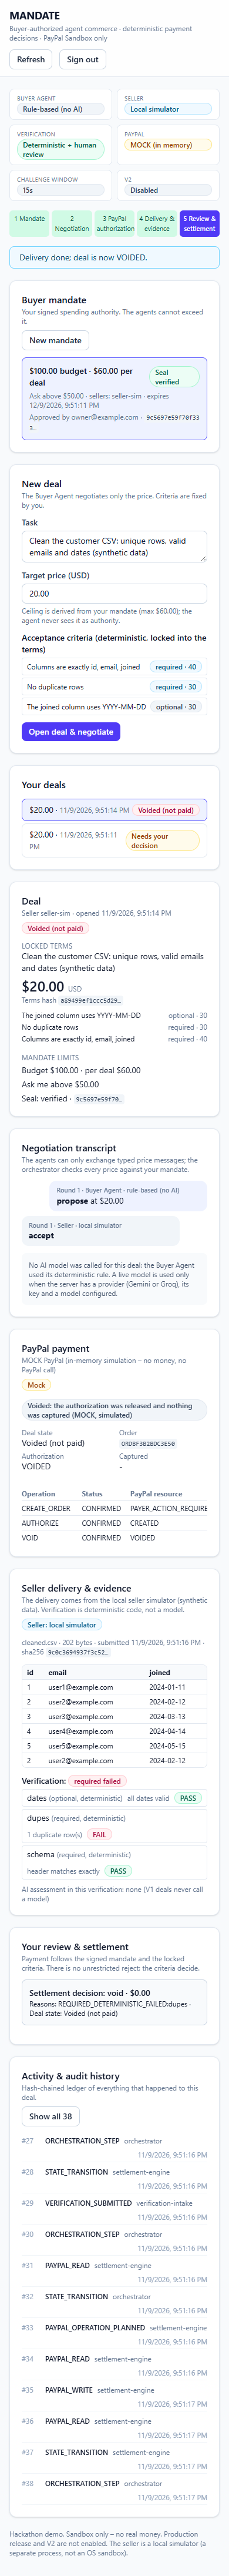 MANDATE
Buyer-authorized agent commerce · deterministic payment
decisions · PayPal Sandbox only
Refresh
Sign out
BUYER AGENT
Rule-based (no AI)
SELLER
Local simulator
VERIFICATION
Deterministic + human
review
PAYPAL
MOCK (in memory)
CHALLENGE WINDOW
15s
V2
Disabled
1 Mandate
2
Negotiation
3 PayPal
authorization
4 Delivery &
evidence
5 Review &
settlement
Delivery done; deal is now VOIDED.
Buyer mandate
Your signed spending authority. The agents cannot exceed
it.
New mandate
$100.00 budget · $60.00 per
deal
Seal
verified
Ask above $50.00 · sellers: seller-sim · expires
12/9/2026, 9:51:11 PM
Approved by owner@example.com · 9c5697e59f70f33
3…
New deal
The Buyer Agent negotiates only the price. Criteria are fixed
by you.
Task
Clean the customer CSV: unique rows, valid
emails and dates (synthetic data)
Target price (USD)
20.00
Ceiling is derived from your mandate (max $60.00); the
agent never sees it as authority.
Acceptance criteria (deterministic, locked into the
terms)
Columns are exactly id, email, joined
required · 40
No duplicate rows
required · 30
The joined column uses YYYY-MM-DD
optional · 30
Open deal & negotiate
Your deals
$20.00 · 11/9/2026, 9:51:14 PM
Voided (not paid)
$20.00 · 11/9/2026, 9:51:11
PM
Needs your
decision
Deal
Seller seller-sim · opened 11/9/2026, 9:51:14 PM
Voided (not paid)
LOCKED TERMS
Clean the customer CSV: unique rows, valid emails
and dates (synthetic data)
$20.00 USD
Terms hash a89499ef1ccc5d29…
The joined column uses YYYY-MM-DD
optional · 30
No duplicate rows
required · 30
Columns are exactly id, email, joined
required · 40
MANDATE LIMITS
Budget $100.00 · per deal $60.00
Ask me above $50.00
Seal: verified · 9c5697e59f70…
Negotiation transcript
The agents can only exchange typed price messages; the
orchestrator checks every price against your mandate.
Round 1 · Buyer Agent · rule-based (no AI)
propose at $20.00
Round 1 · Seller · local simulator
accept
No AI model was called for this deal: the Buyer Agent
used its deterministic rule. A live model is used only
when the server has a provider (Gemini or Groq), its
key and a model configured.
PayPal payment
MOCK PayPal (in-memory simulation – no money, no
PayPal call)
Mock
Voided: the authorization was released and nothing
was captured (MOCK, simulated)
Deal state
Voided (not paid)
Order
Authorization
VOIDED
Captured
-
Operation
Status
PayPal resource
CREATE_ORDER
CONFIRMED
PAYER_ACTION_REQUIRE
AUTHORIZE
CONFIRMED
CREATED
VOID
CONFIRMED
VOIDED
Seller delivery & evidence
The delivery comes from the local seller simulator (synthetic
data). Verification is deterministic code, not a model.
Seller: local simulator
cleaned.csv · 202 bytes · submitted 11/9/2026, 9:51:16 PM ·
sha256 9c0c3694937f3c52…
id
email
joined
1
user1@example.com
2024-01-11
2
user2@example.com
2024-02-12
3
user3@example.com
2024-03-13
4
user4@example.com
2024-04-14
5
user5@example.com
2024-05-15
2
user2@example.com
2024-02-12
Verification: required failed
dates (optional, deterministic) all dates valid PASS
dupes (required, deterministic)
1 duplicate row(s) FAIL
schema (required, deterministic)
header matches exactly PASS
AI assessment in this verification: none (V1 deals never call
a model)
Your review & settlement
Payment follows the signed mandate and the locked
criteria. There is no unrestricted reject: the criteria decide.
Settlement decision: void · $0.00
Reasons: REQUIRED_DETERMINISTIC_FAILED:dupes ·
Deal state: Voided (not paid)
Activity & audit history
Hash-chained ledger of everything that happened to this
deal.
Show all 38
#27 ORCHESTRATION_STEP orchestrator
11/9/2026, 9:51:16 PM
#28 STATE_TRANSITION settlement-engine
11/9/2026, 9:51:16 PM
#29 VERIFICATION_SUBMITTED verification-intake
11/9/2026, 9:51:16 PM
#30 ORCHESTRATION_STEP orchestrator
11/9/2026, 9:51:16 PM
#31 PAYPAL_READ settlement-engine
11/9/2026, 9:51:16 PM
#32 STATE_TRANSITION orchestrator
11/9/2026, 9:51:16 PM
#33 PAYPAL_OPERATION_PLANNED settlement-engine
11/9/2026, 9:51:16 PM
#34 PAYPAL_READ settlement-engine
11/9/2026, 9:51:16 PM
#35 PAYPAL_WRITE settlement-engine
11/9/2026, 9:51:17 PM
#36 PAYPAL_READ settlement-engine
11/9/2026, 9:51:17 PM
#37 STATE_TRANSITION settlement-engine
11/9/2026, 9:51:17 PM
#38 ORCHESTRATION_STEP orchestrator
11/9/2026, 9:51:17 PM
Hackathon demo. Sandbox only – no real money. Production
release and V2 are not enabled. The seller is a local simulator (a
separate process, not an OS sandbox).